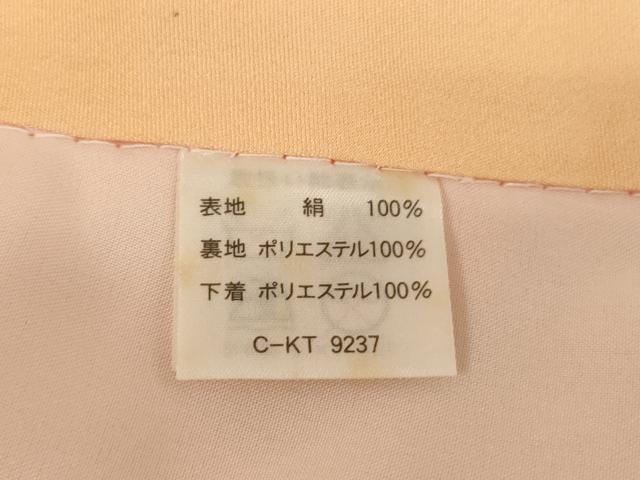 表地 絹 100%
裏地 ポリエステル100%
下着 ポリエステル100%
C-KT 9237